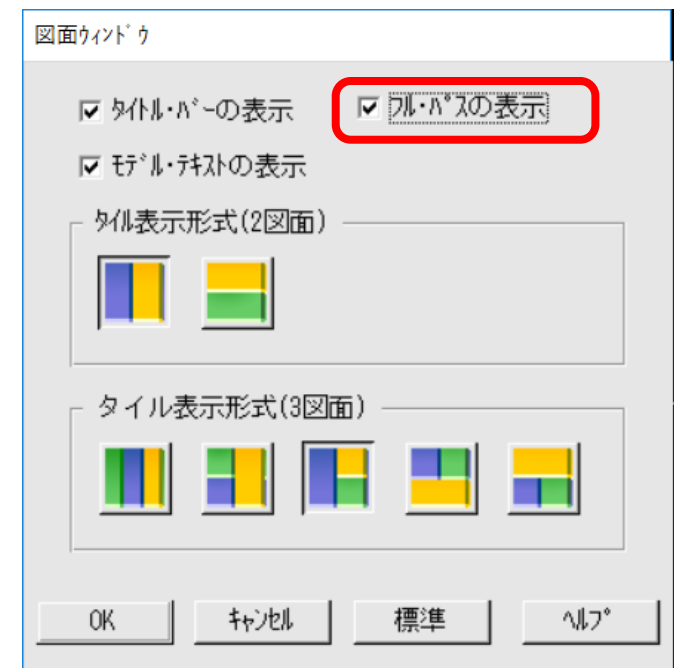 図面ｳｨﾝﾄﾞｳ
ﾀｲﾄﾙ･ﾊﾞｰの表示 ﾌﾙ･ﾊﾟｽの表示
ﾓﾃﾞﾙ･ﾃｷｽﾄの表示
ﾀｲﾙ表示形式(2図面)
タイル表示形式(3図面)
OK ｷｬﾝｾﾙ 標準 ﾍﾙﾌﾟ